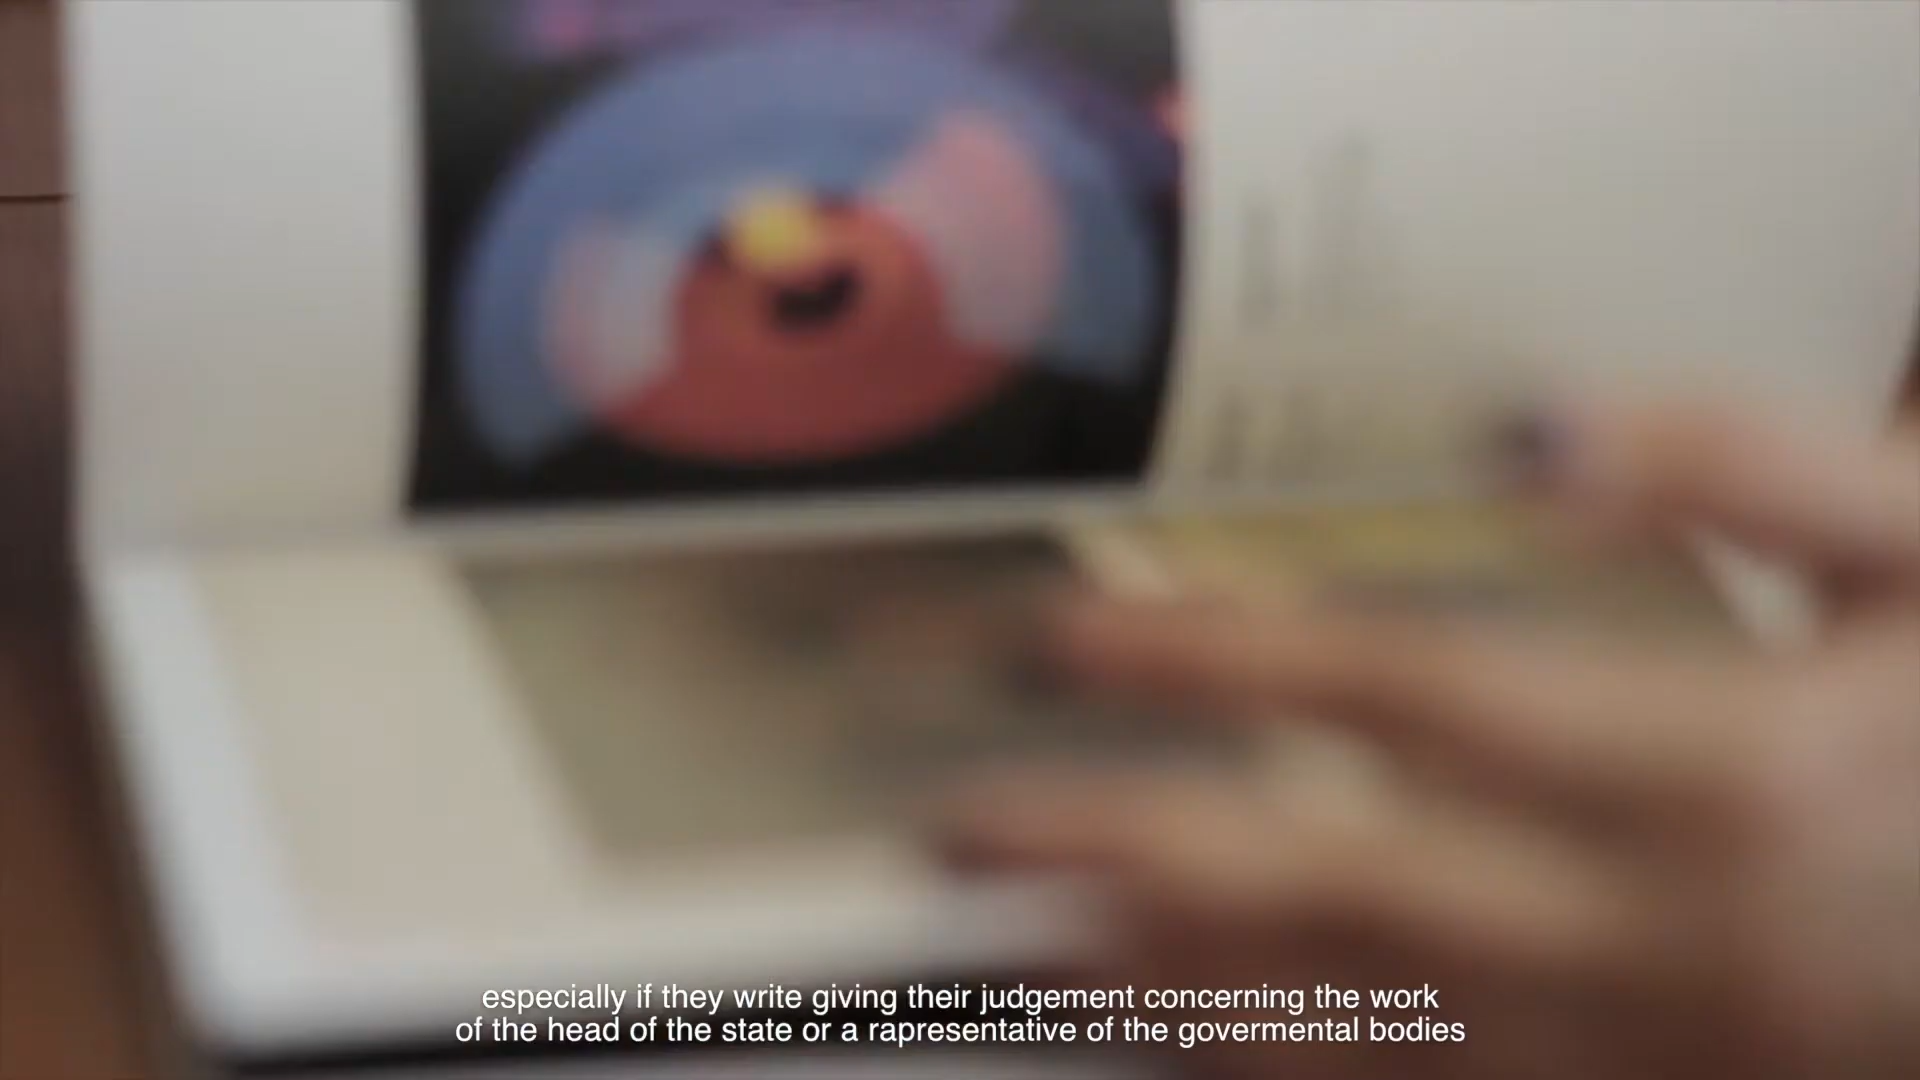 especially if they write giving their judgement concerning the work
of the head of the state or a rapresentative of the govermental bodies